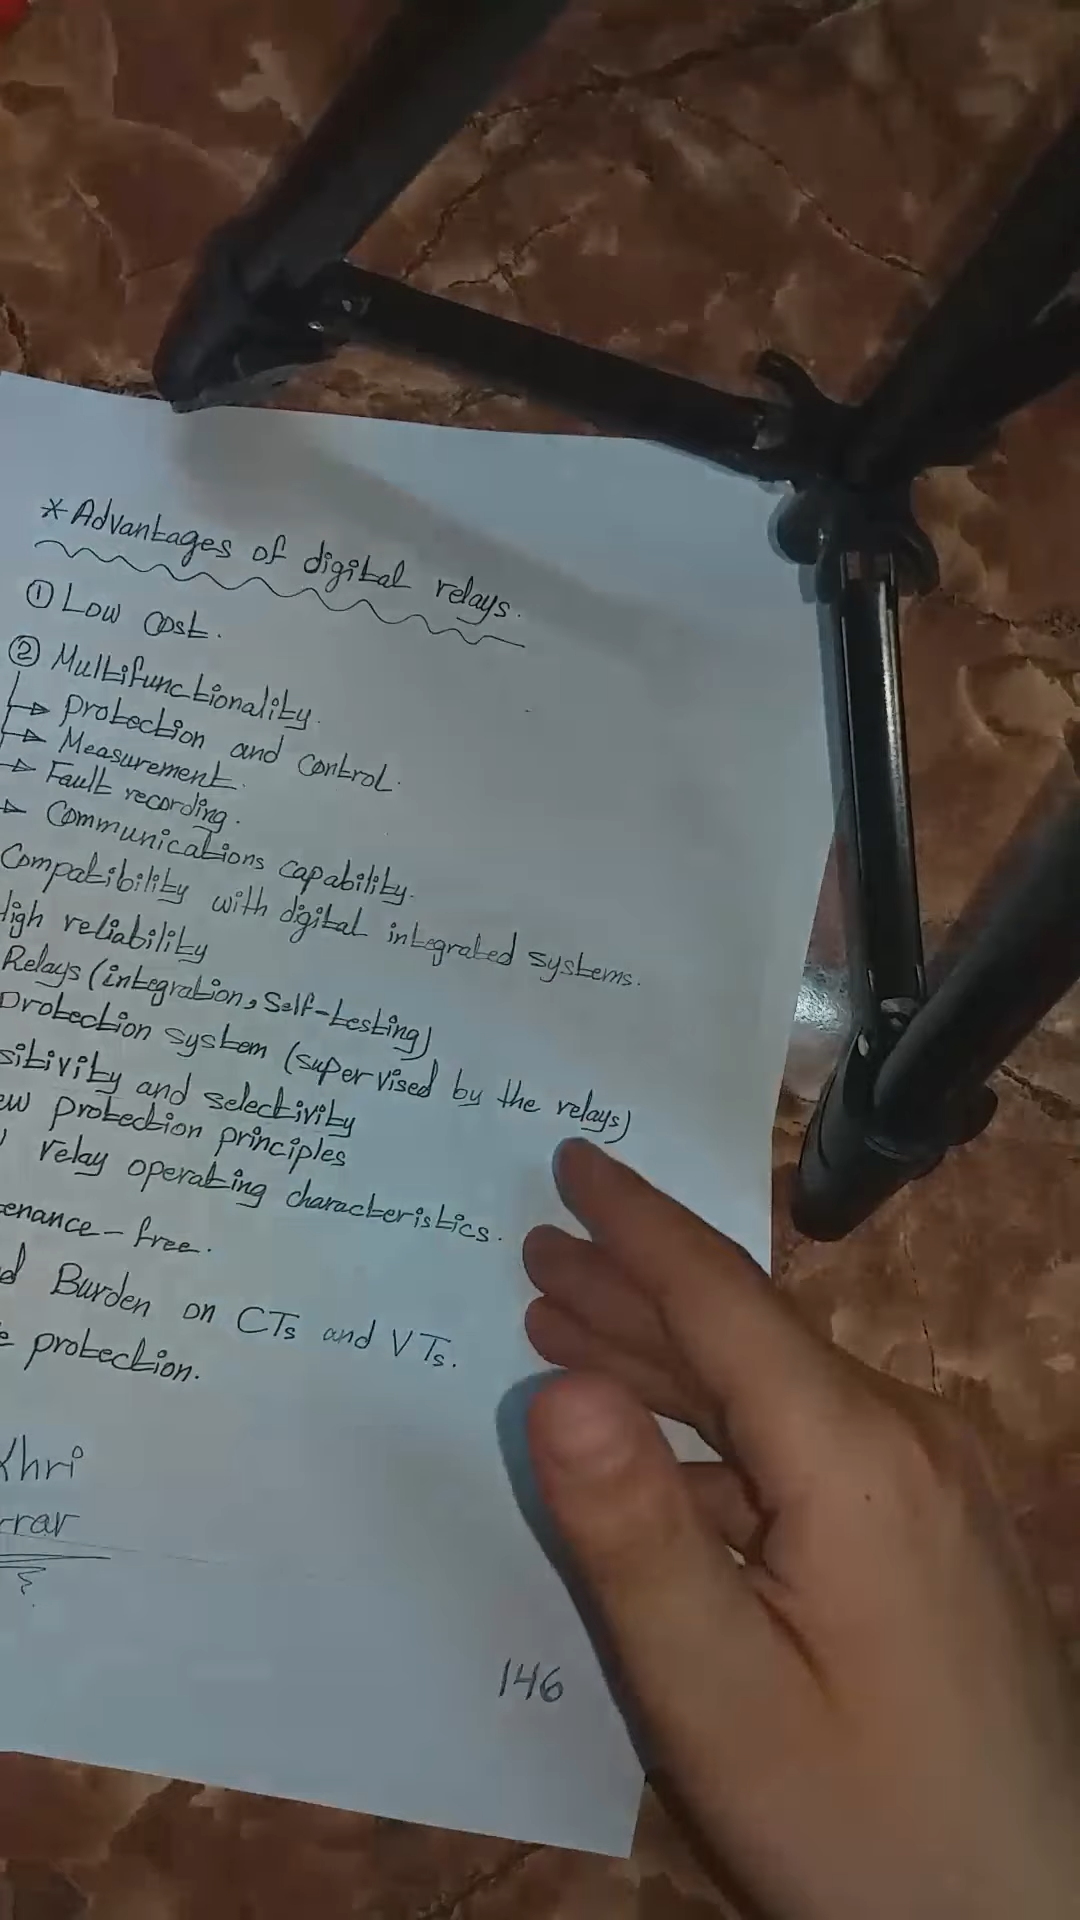 *Advantages of digital relays.
① Low cost.
② Multifunctionality.
Protection and control.
Measurement.
Fault recording.
Communications capability.
Compatibility with digital integrated systems.
High reliability
Relays (integration, self-testing)
Protection system (supervised by the relays)
sitivity and selectivity
ew protection principles
relay operating characteristics.
enance-free.
d Burden on CTs and VTs.
e protection.
khri
rrar
146